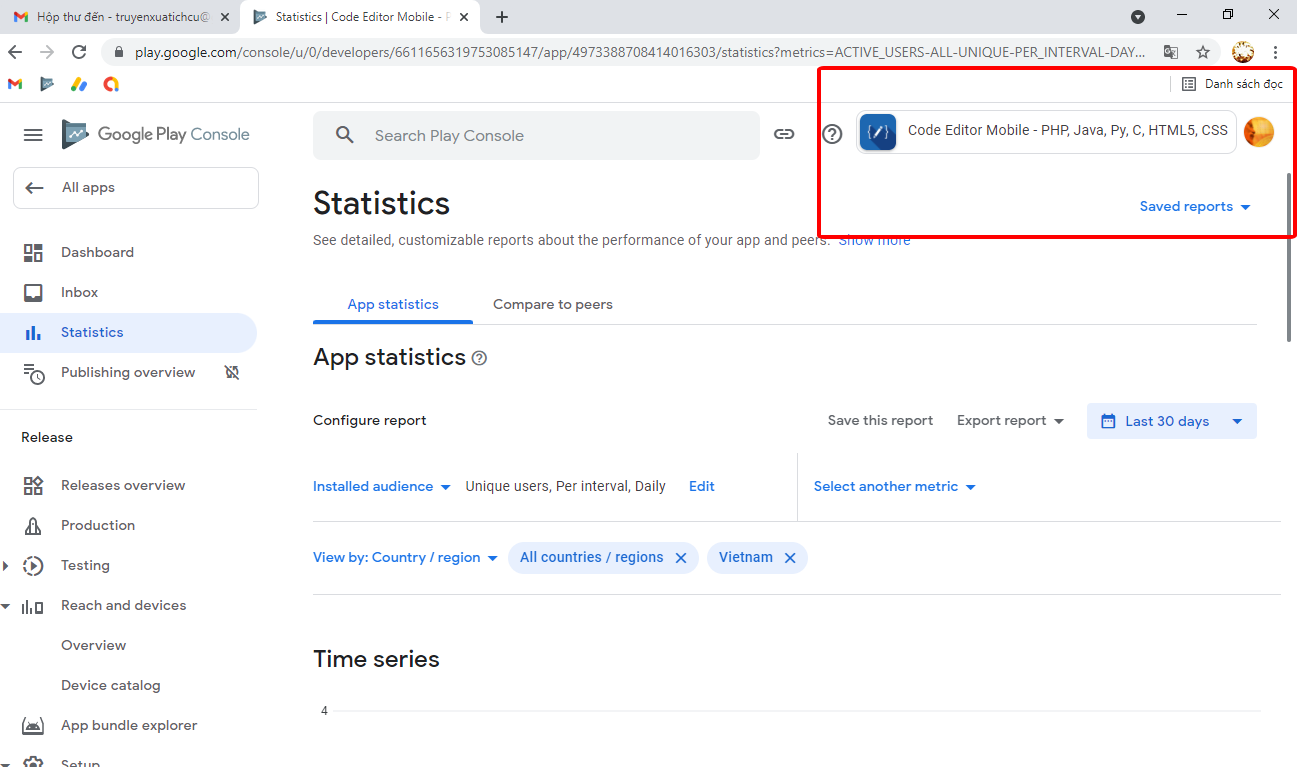 Hộp thư đến - truyenxuatichcu@
Statistics | Code Editor Mobile - P
play.google.com/console/u/0/developers/6611656319753085147/app/4973388708414016303/statistics?metrics=ACTIVE_USERS-ALL-UNIQUE-PER_INTERVAL-DAY...
Danh sách đọc
Google Play Console
Search Play Console
Code Editor Mobile - PHP, Java, Py, C, HTML5, CSS
All apps
Statistics
Saved reports
See detailed, customizable reports about the performance of your app and peers. Show more
Dashboard
Inbox
Statistics
Publishing overview
App statistics
Compare to peers
App statistics
Configure report
Save this report
Export report
Last 30 days
Release
Installed audience
Unique users, Per interval, Daily
Edit
Select another metric
Releases overview
Production
View by: Country / region
All countries / regions
Vietnam
Testing
Reach and devices
Overview
Device catalog
Time series
4
App bundle explorer
Setup